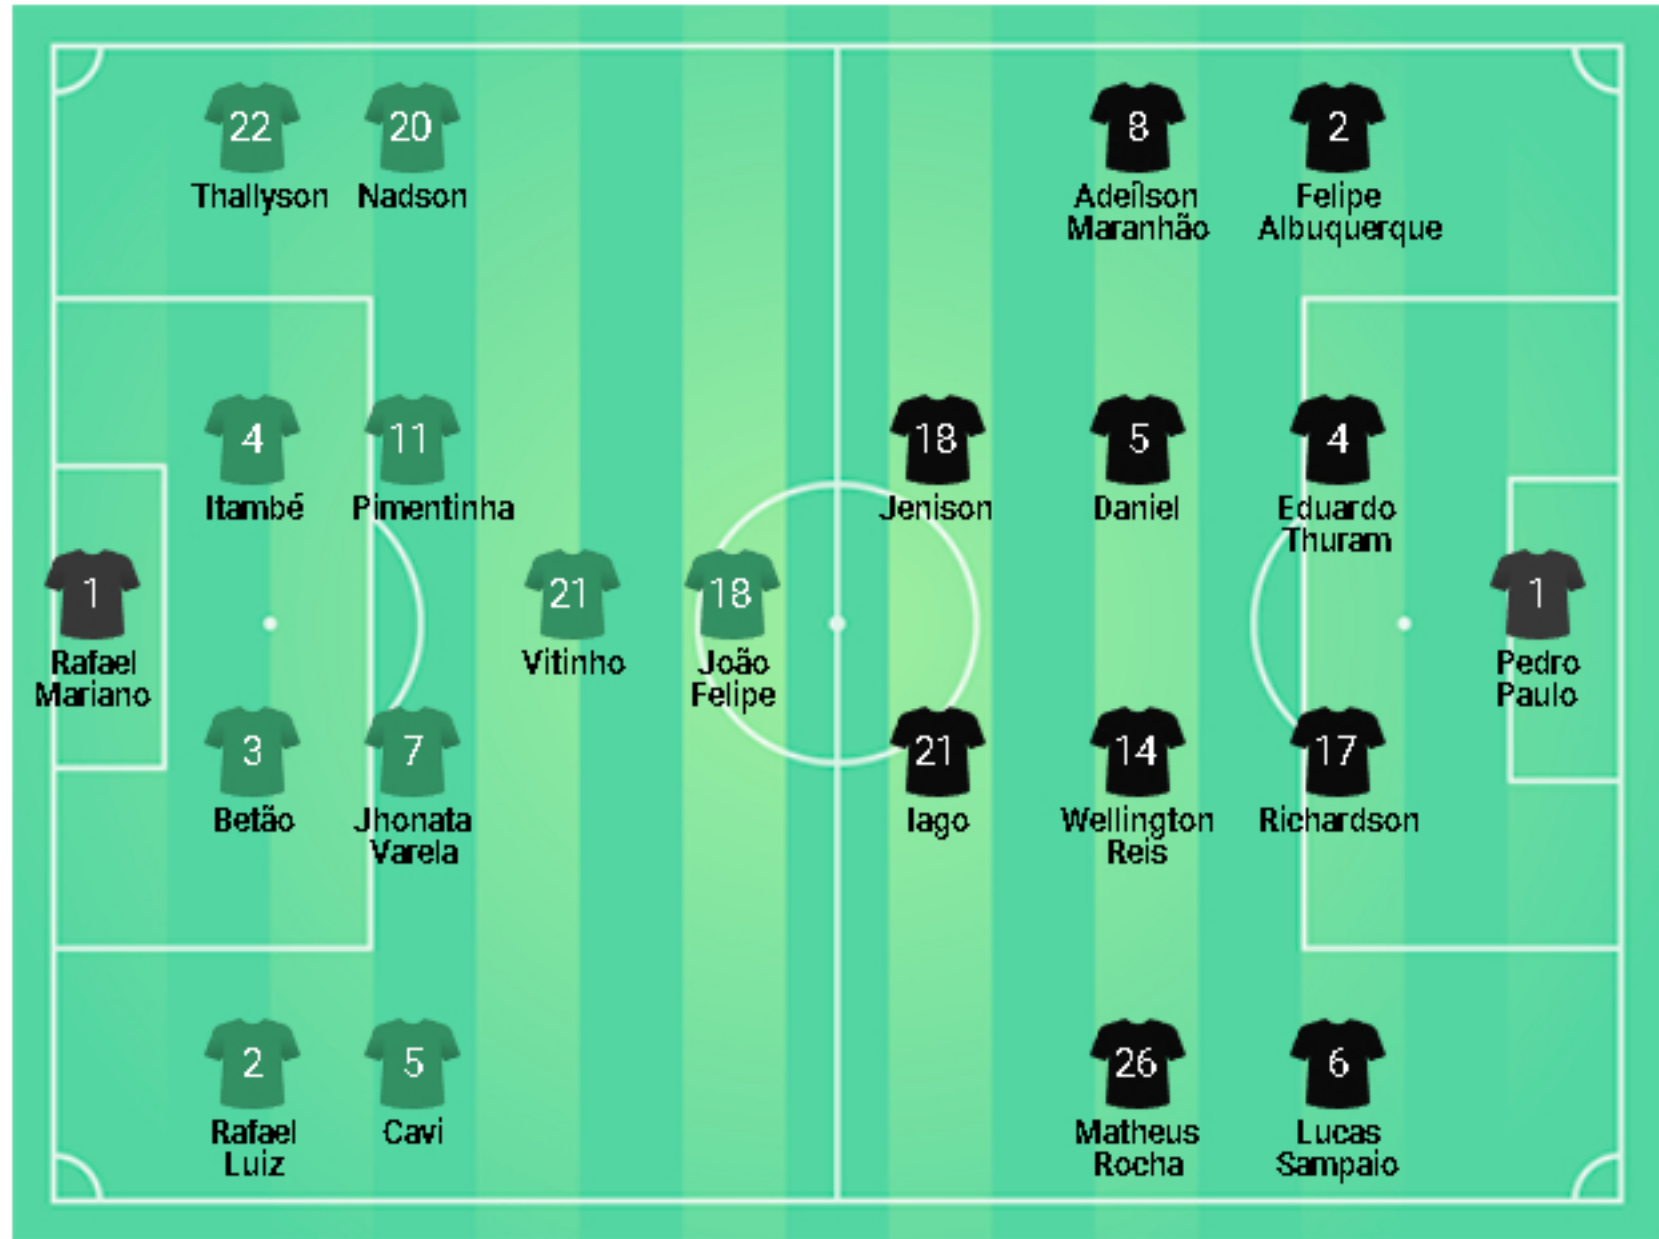 22
Thallyson
20
Nadson
8
Adeílson
Maranhão
2
Felipe
Albuquerque
4
Itambé
11
Pimentinha
18
Jenison
5
Daniel
4
Eduardo
Thuram
1
Rafael
Mariano
21
Vitinho
18
João
Felipe
1
Pedro
Paulo
3
Betão
7
Jhonata
Varela
21
Iago
14
Wellington
Reis
17
Richardson
2
Rafael
Luiz
5
Cavi
26
Matheus
Rocha
6
Lucas
Sampaio